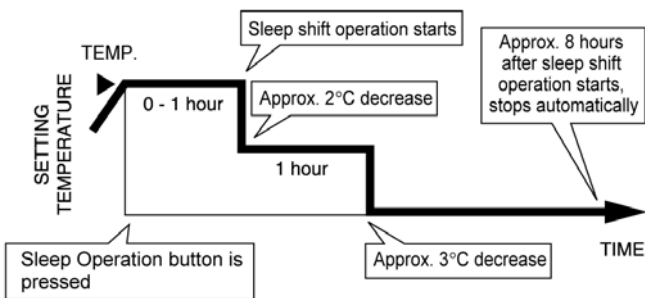 Sleep shift operation starts
TEMP.
Approx. 8 hours
after sleep shift
operation starts,
stops automatically
0 - 1 hour
Approx. 2°C decrease
SETTING
TEMPERATURE
1 hour
TIME
Sleep Operation button is
pressed
Approx. 3°C decrease